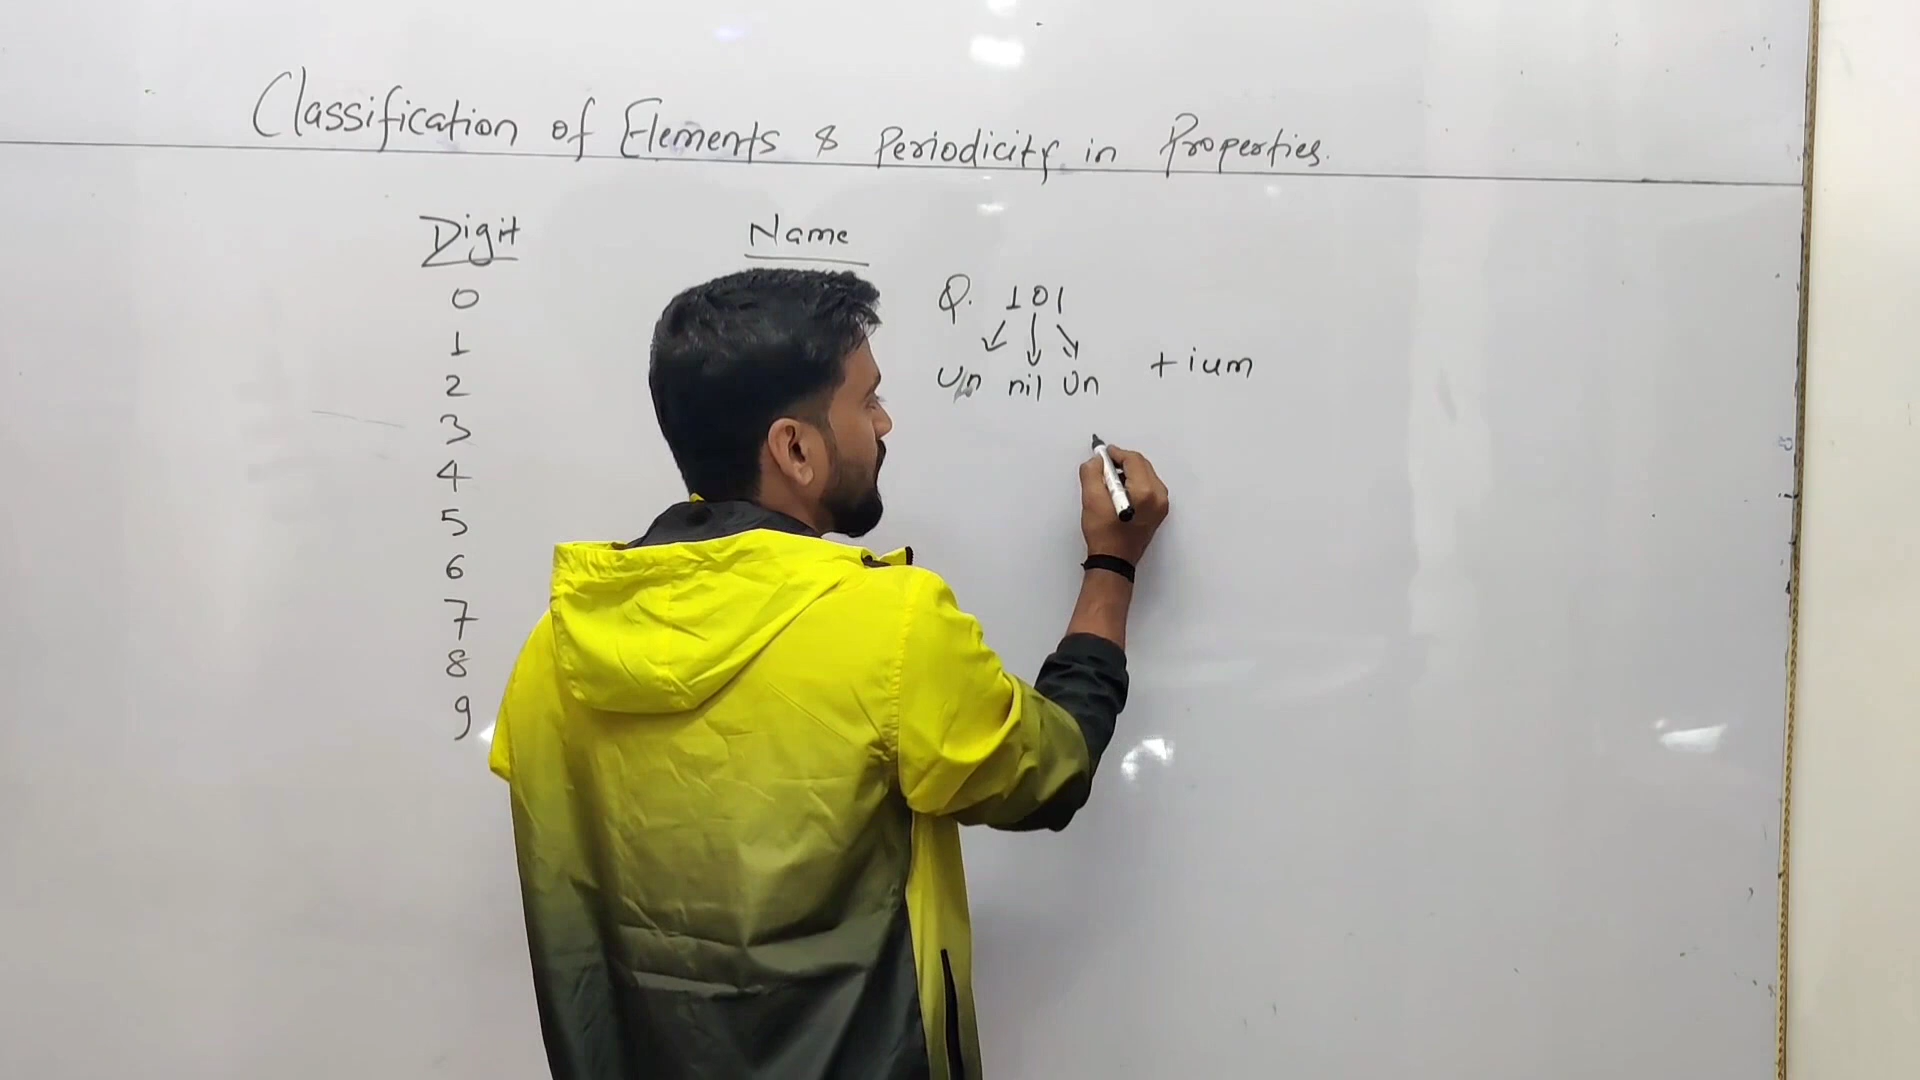 Classification of Elements & Periodicity in Properties.
Digit Name
0
1
2
3
4
5
6
7
8
9
Q. 101
Un nil Un + ium